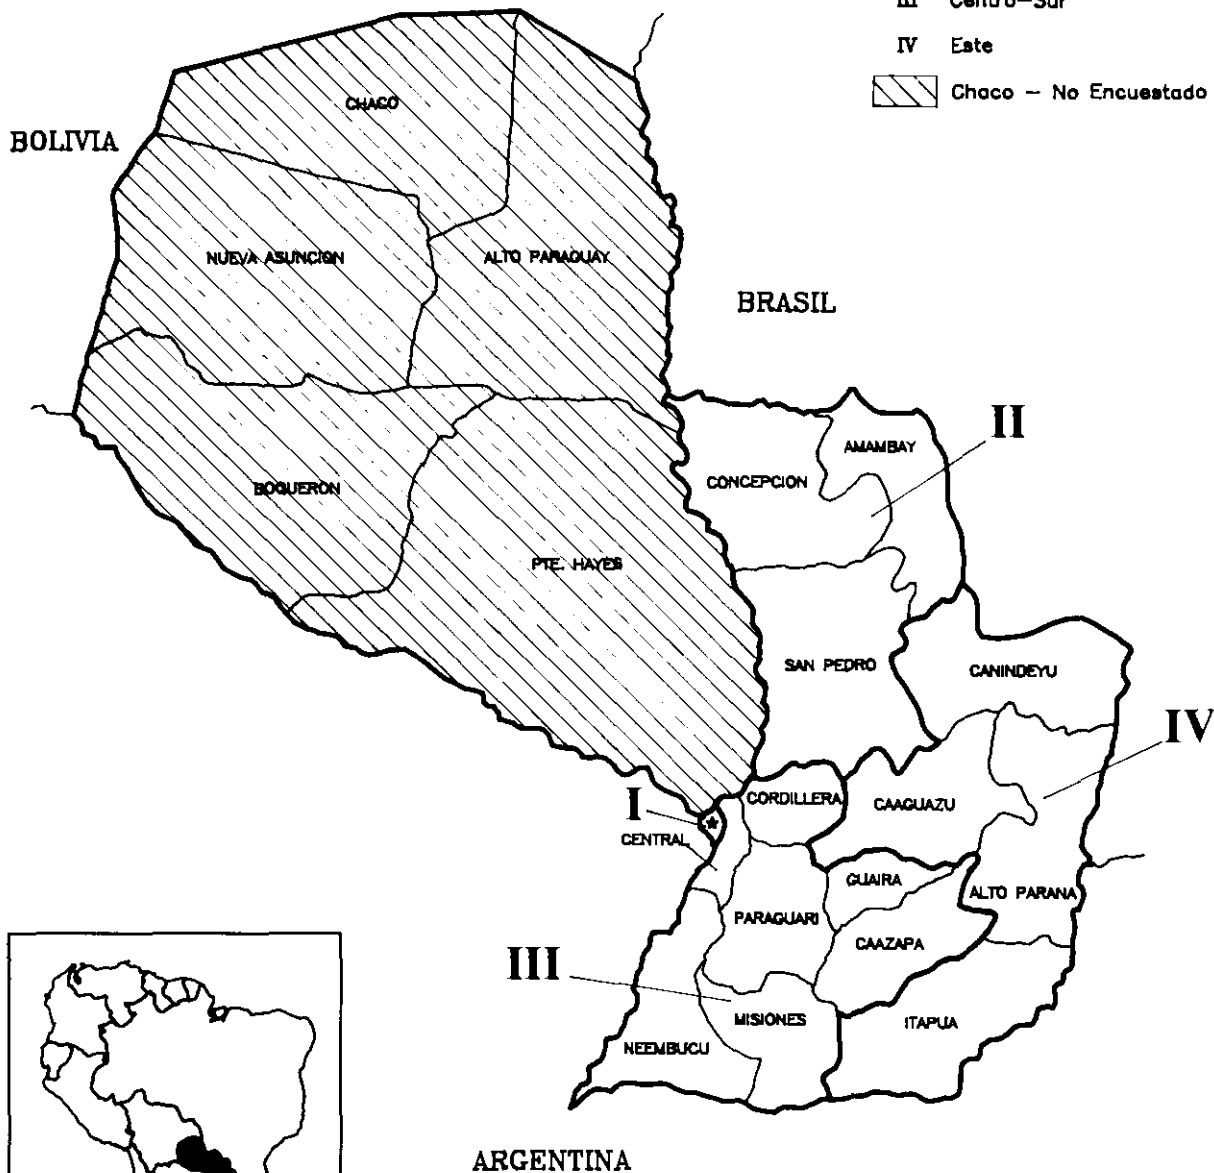 III Centro-Sur
IV Este
Chaco - No Encuestado
CHACO
BOLIVIA
NUEVA ASUNCION
ALTO PARAGUAY
BRASIL
II
AMAMBAY
CONCEPCION
BOQUERON
PTE. HAYES
SAN PEDRO
CANINDEYU
IV
I
CORDILLERA
CAAGUAZU
CENTRAL
GUAIRA
ALTO PARANA
PARAGUARI
CAAZAPA
III
MISIONES
ITAPUA
NEEMBUCU
ARGENTINA